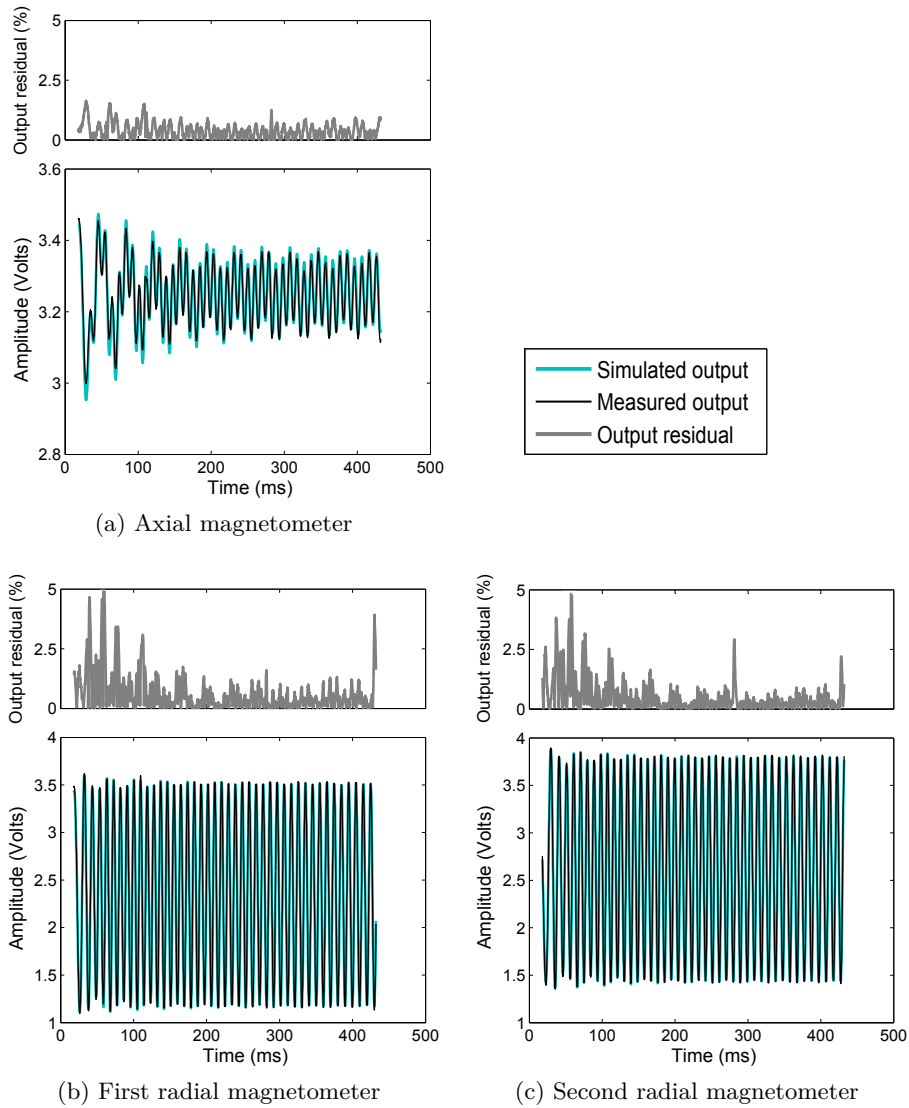 Output residual (%)
5
2.5
0
Amplitude (Volts)
3.6
3.4
3.2
3
2.8
0 100 200 300 400 500
Time (ms)
(a) Axial magnetometer
Simulated output
Measured output
Output residual
Output residual (%)
5
2.5
0
Amplitude (Volts)
4
3.5
3
2.5
2
1.5
1
0 100 200 300 400 500
Time (ms)
(b) First radial magnetometer
Output residual (%)
5
2.5
0
Amplitude (Volts)
4
3.5
3
2.5
2
1.5
1
0 100 200 300 400 500
Time (ms)
(c) Second radial magnetometer